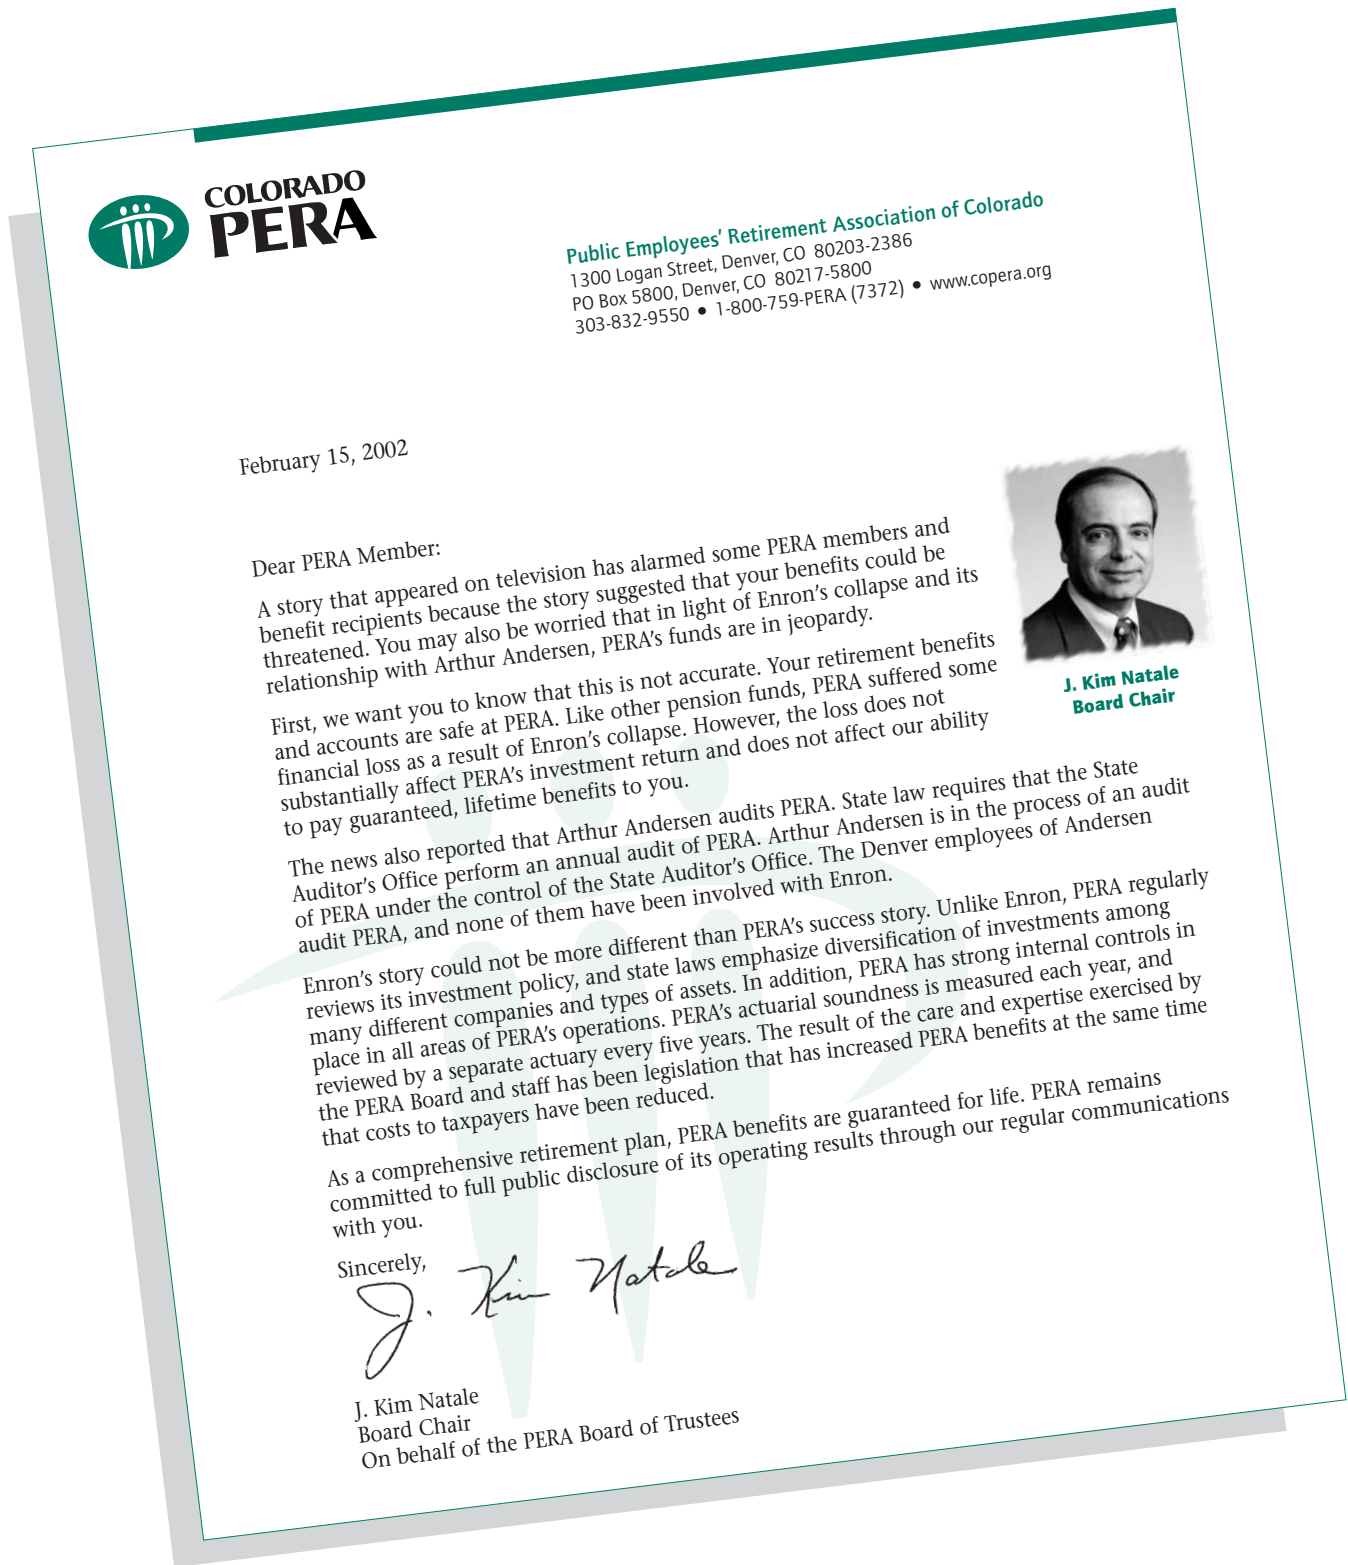 COLORADO
PERA
Public Employees’ Retirement Association of Colorado
1300 Logan Street, Denver, CO 80203-2386
PO Box 5800, Denver, CO 80217-5800
303-832-9550 • 1-800-759-PERA (7372) • www.copera.org
February 15, 2002
Dear PERA Member:
A story that appeared on television has alarmed some PERA members and
benefit recipients because the story suggested that your benefits could be
threatened. You may also be worried that in light of Enron’s collapse and its
relationship with Arthur Andersen, PERA’s funds are in jeopardy.
J. Kim Natale
Board Chair
First, we want you to know that this is not accurate. Your retirement benefits
and accounts are safe at PERA. Like other pension funds, PERA suffered some
financial loss as a result of Enron’s collapse. However, the loss does not
substantially affect PERA’s investment return and does not affect our ability
to pay guaranteed, lifetime benefits to you.
The news also reported that Arthur Andersen audits PERA. State law requires that the State
Auditor’s Office perform an annual audit of PERA. Arthur Andersen is in the process of an audit
of PERA under the control of the State Auditor’s Office. The Denver employees of Andersen
audit PERA, and none of them have been involved with Enron.
Enron’s story could not be more different than PERA’s success story. Unlike Enron, PERA regularly
reviews its investment policy, and state laws emphasize diversification of investments among
many different companies and types of assets. In addition, PERA has strong internal controls in
place in all areas of PERA’s operations. PERA’s actuarial soundness is measured each year, and
reviewed by a separate actuary every five years. The result of the care and expertise exercised by
the PERA Board and staff has been legislation that has increased PERA benefits at the same time
that costs to taxpayers have been reduced.
As a comprehensive retirement plan, PERA benefits are guaranteed for life. PERA remains
committed to full public disclosure of its operating results through our regular communications
with you.
Sincerely,
J. Kim Natale
J. Kim Natale
Board Chair
On behalf of the PERA Board of Trustees